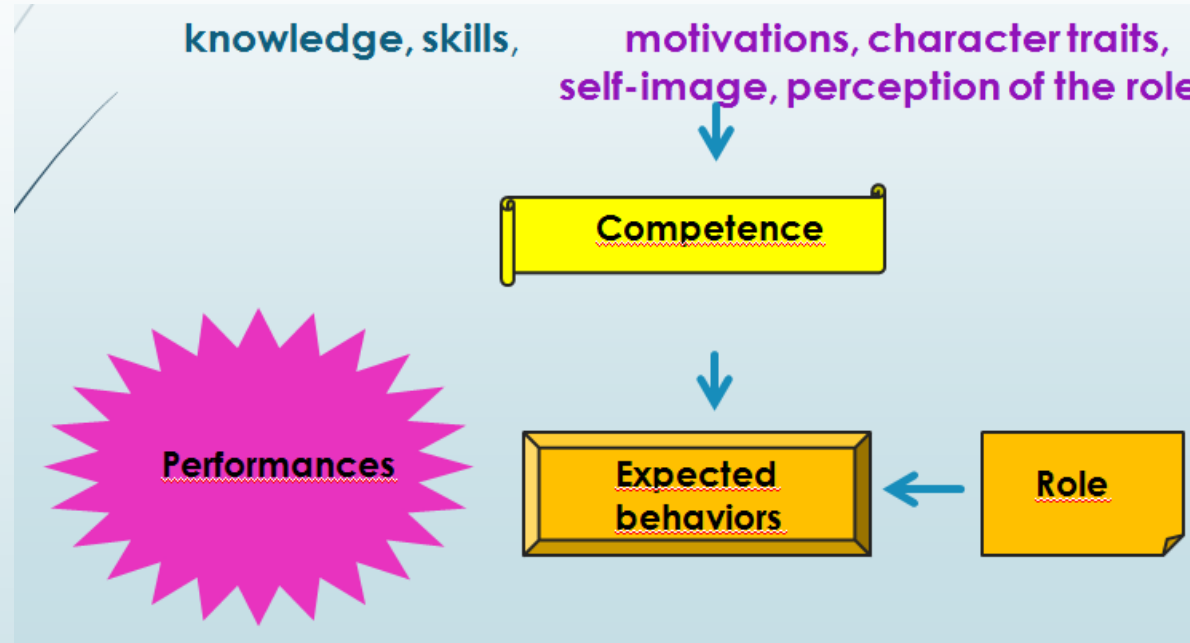 knowledge, skills, motivations, character traits,
self-image, perception of the role
Competence
Performances
Expected
behaviors
Role